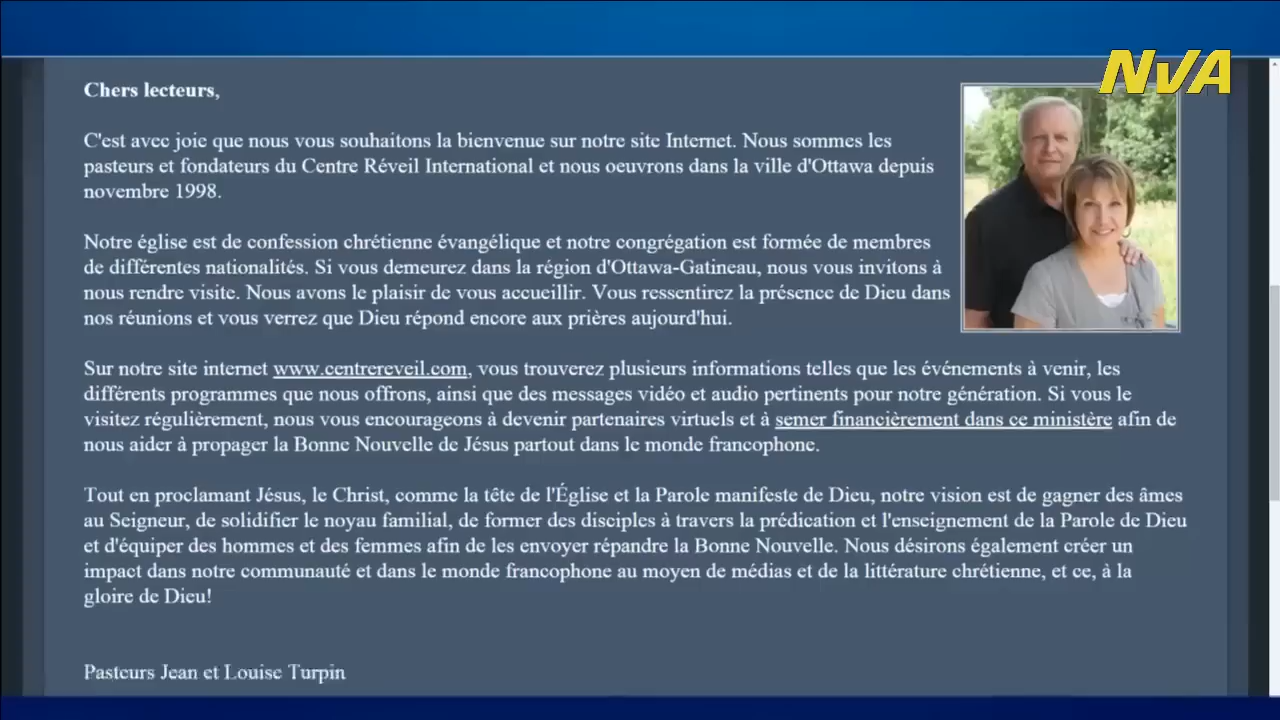 NVA
Chers lecteurs,
C'est avec joie que nous vous souhaitons la bienvenue sur notre site Internet. Nous sommes les
pasteurs et fondateurs du Centre Réveil International et nous oeuvrons dans la ville d'Ottawa depuis
novembre 1998.
Notre église est de confession chrétienne évangélique et notre congrégation est formée de membres
de différentes nationalités. Si vous demeurez dans la région d'Ottawa-Gatineau, nous vous invitons à
nous rendre visite. Nous avons le plaisir de vous accueillir. Vous ressentirez la présence de Dieu dans
nos réunions et vous verrez que Dieu répond encore aux prières aujourd'hui.
Sur notre site internet www.centrereveil.com, vous trouverez plusieurs informations telles que les événements à venir, les
différents programmes que nous offrons, ainsi que des messages vidéo et audio pertinents pour notre génération. Si vous le
visitez régulièrement, nous vous encourageons à devenir partenaires virtuels et à semer financièrement dans ce ministère afin de
nous aider à propager la Bonne Nouvelle de Jésus partout dans le monde francophone.
Tout en proclamant Jésus, le Christ, comme la tête de l'Église et la Parole manifeste de Dieu, notre vision est de gagner des âmes
au Seigneur, de solidifier le noyau familial, de former des disciples à travers la prédication et l'enseignement de la Parole de Dieu
et d'équiper des hommes et des femmes afin de les envoyer répandre la Bonne Nouvelle. Nous désirons également créer un
impact dans notre communauté et dans le monde francophone au moyen de médias et de la littérature chrétienne, et ce, à la
gloire de Dieu!
Pasteurs Jean et Louise Turpin